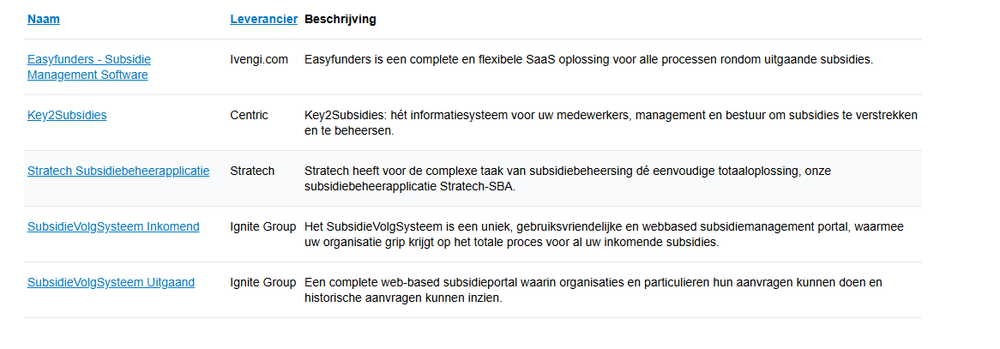 Naam Leverancier Beschrijving
Easyfunders - Subsidie Ivengi.com Easyfunders is een complete en flexibele SaaS oplossing voor alle processen rondom uitgaande subsidies.
Management Software
Key2Subsidies Centric Key2Subsidies: hét informatiesysteem voor uw medewerkers, management en bestuur om subsidies te verstrekken
en te beheersen.
Stratech Subsidiebeheerapplicatie Stratech Stratech heeft voor de complexe taak van subsidiebeheersing dé eenvoudige totaaloplossing, onze
subsidiebeheerapplicatie Stratech-SBA.
SubsidieVolgSysteem Inkomend Ignite Group Het SubsidieVolgSysteem is een uniek, gebruiksvriendelijke en webbased subsidiemanagement portal, waarmee
uw organisatie grip krijgt op het totale proces voor al uw inkomende subsidies.
SubsidieVolgSysteem Uitgaand Ignite Group Een complete web-based subsidieportal waarin organisaties en particulieren hun aanvragen kunnen doen en
historische aanvragen kunnen inzien.